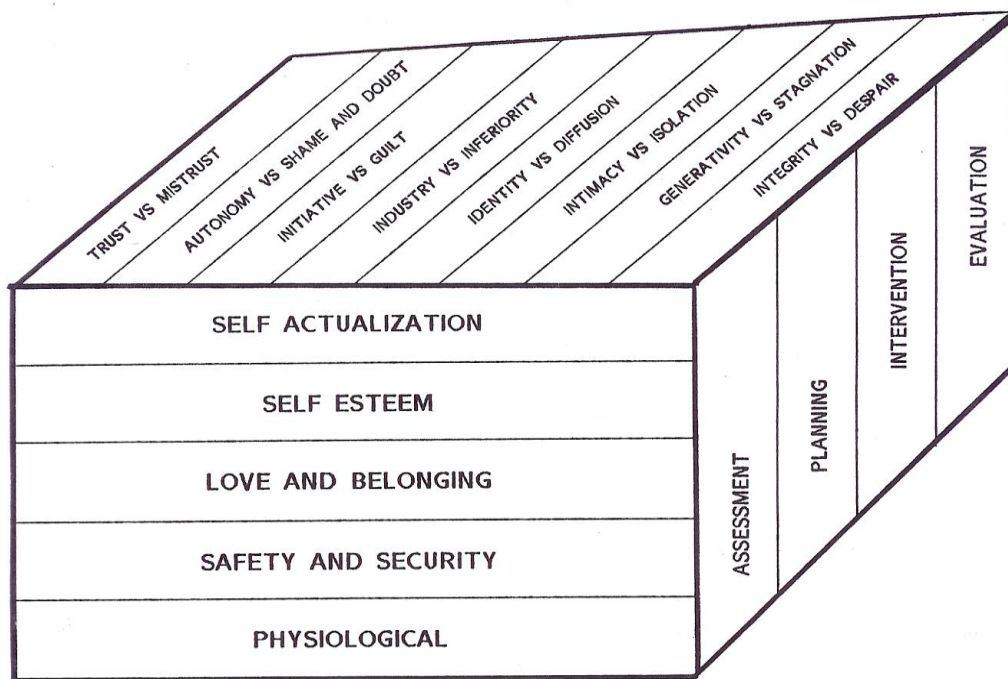 TRUST VS MISTRUST
AUTONOMY VS SHAME AND DOUBT
INITIATIVE VS GUILT
INDUSTRY VS INFERIORITY
IDENTITY VS DIFFUSION
INTIMACY VS ISOLATION
GENERATIVITY VS STAGNATION
INTEGRITY VS DESPAIR
SELF ACTUALIZATION
SELF ESTEEM
LOVE AND BELONGING
SAFETY AND SECURITY
PHYSIOLOGICAL
ASSESSMENT
PLANNING
INTERVENTION
EVALUATION